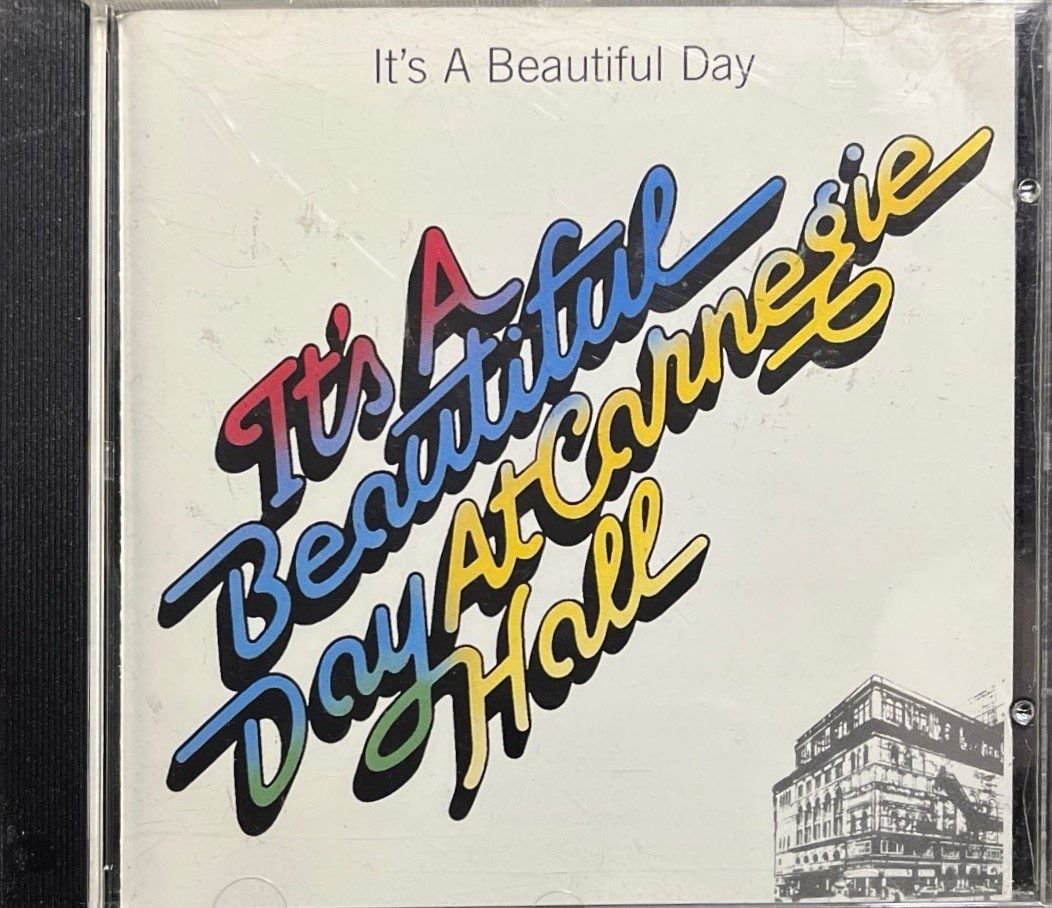 It's A Beautiful Day
It's A
Beautiful
Day At Carnegie
Hall